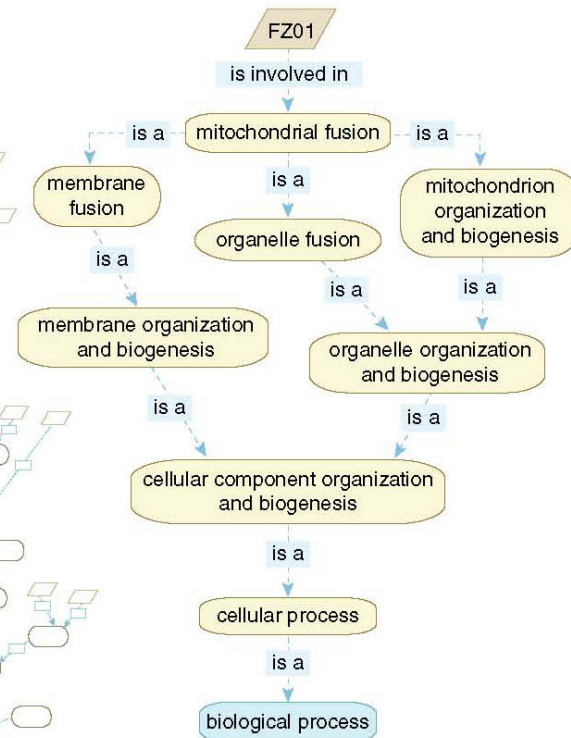 FZ01
is involved in
mitochondrial fusion
is a
is a
is a
membrane
fusion
organelle fusion
mitochondrion
organization
and biogenesis
is a
is a
is a
membrane organization
and biogenesis
organelle organization
and biogenesis
is a
is a
cellular component organization
and biogenesis
is a
cellular process
is a
biological process